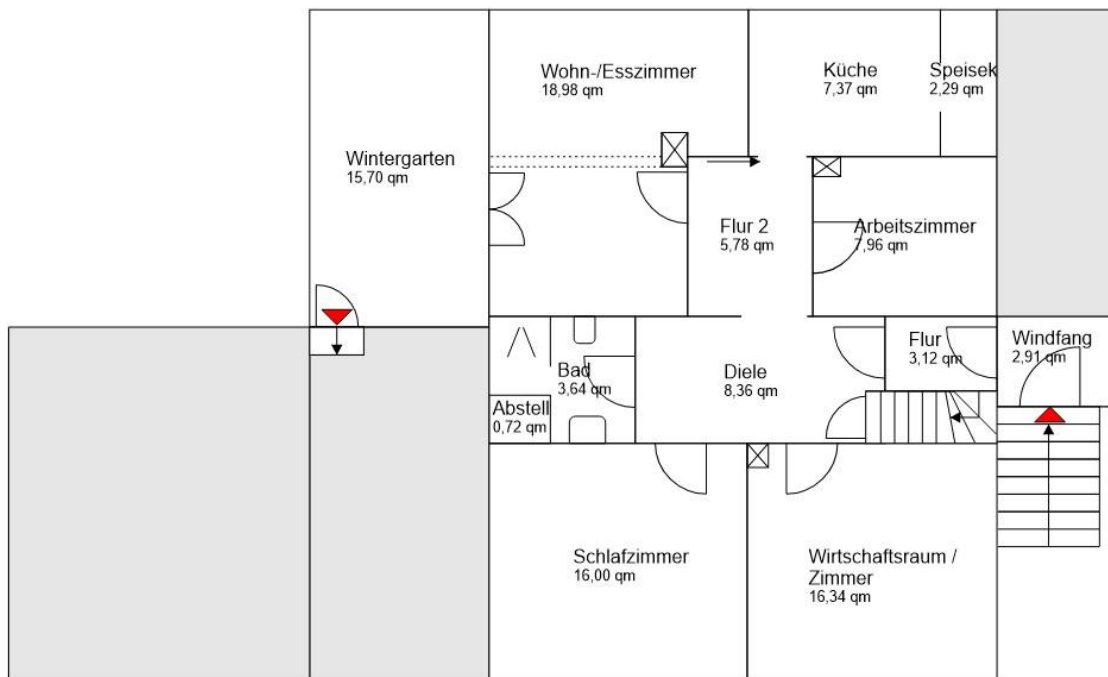 Wohn-/Esszimmer
18,98 qm
Küche
7,37 qm
Speisek
2,29 qm
Wintergarten
15,70 qm
Flur 2
5,78 qm
Arbeitszimmer
7,96 qm
Flur
3,12 qm
Windfang
2,91 qm
Bad
3,64 qm
Diele
8,36 qm
Abstell
0,72 qm
Schlafzimmer
16,00 qm
Wirtschaftsraum /
Zimmer
16,34 qm